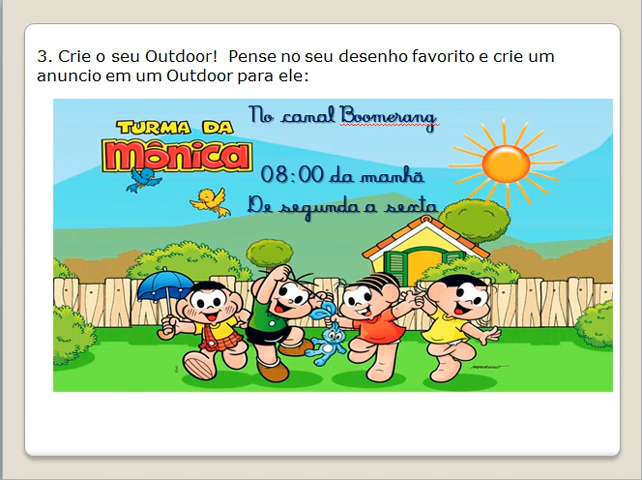 3. Crie o seu Outdoor! Pense no seu desenho favorito e crie um
anuncio em um Outdoor para ele:
TURMA DA
mônica
No canal Boomerang
08:00 da manhã
De segunda a sexta